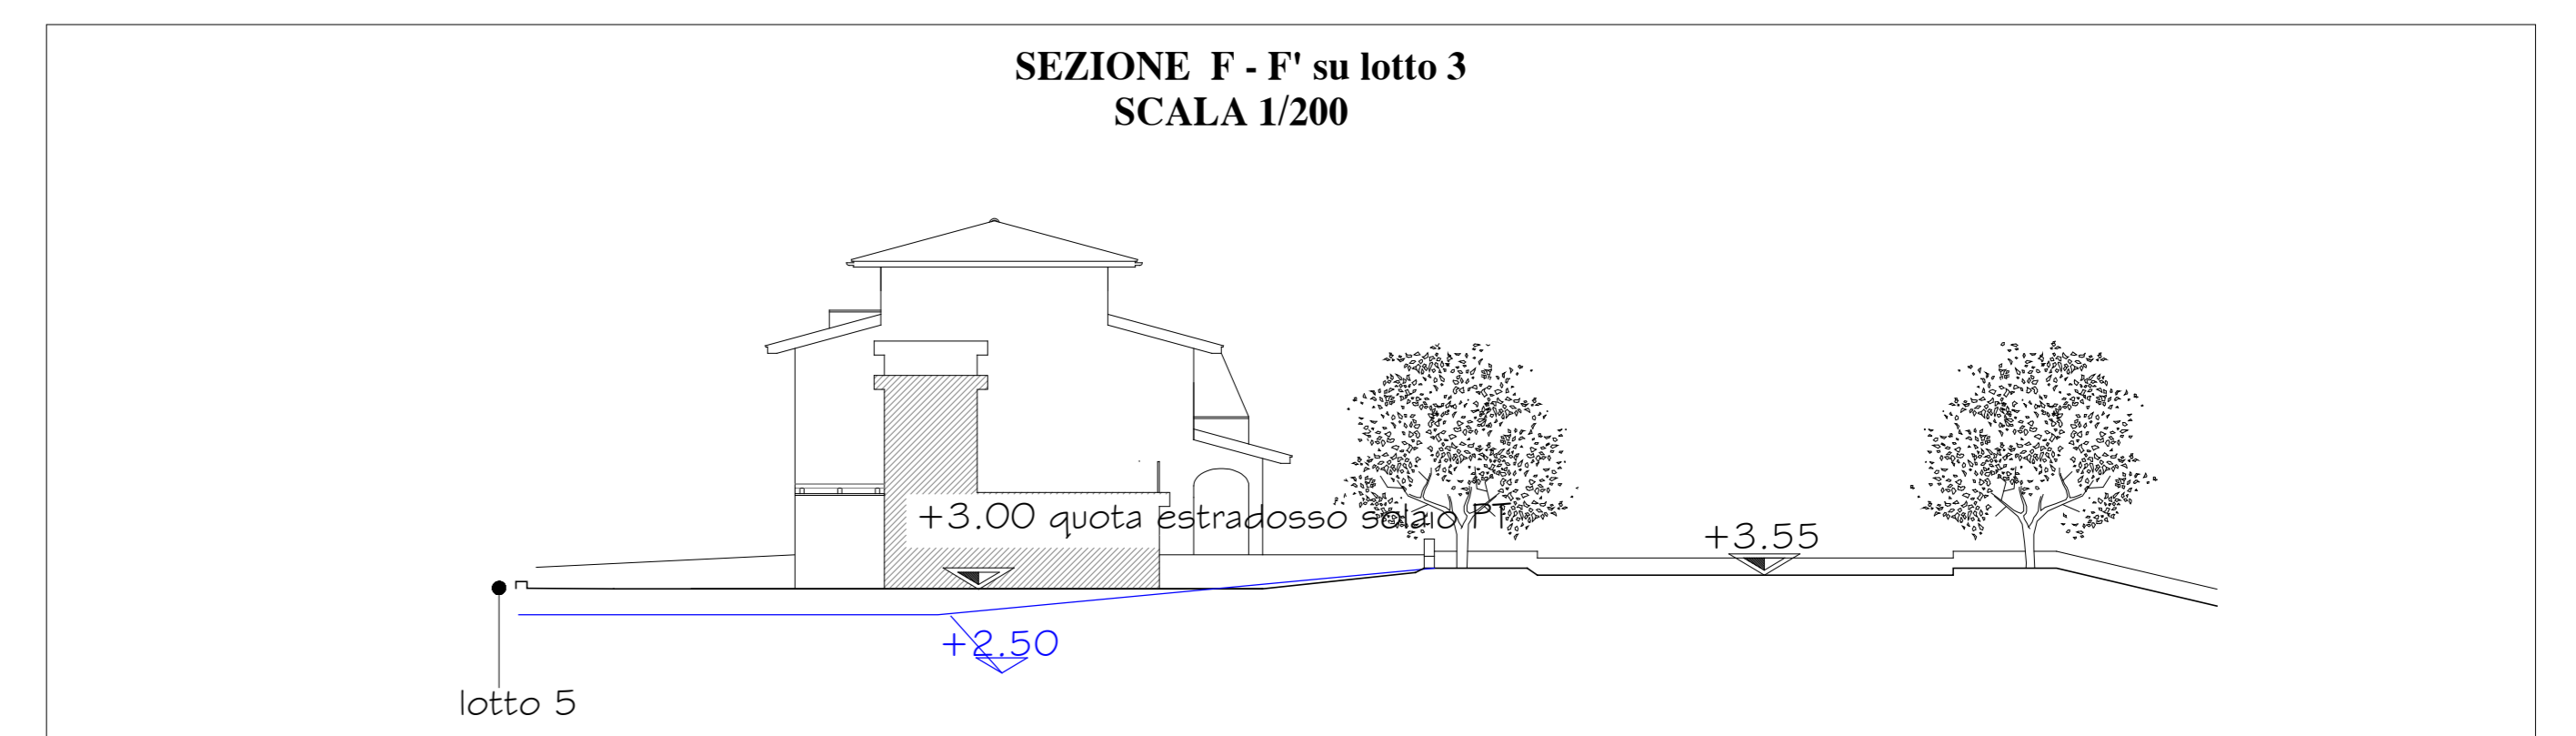 SEZIONE F - F' su lotto 3
SCALA 1/200
+3.00 quota estradosso solaio PT
+3.55
+2.50
lotto 5